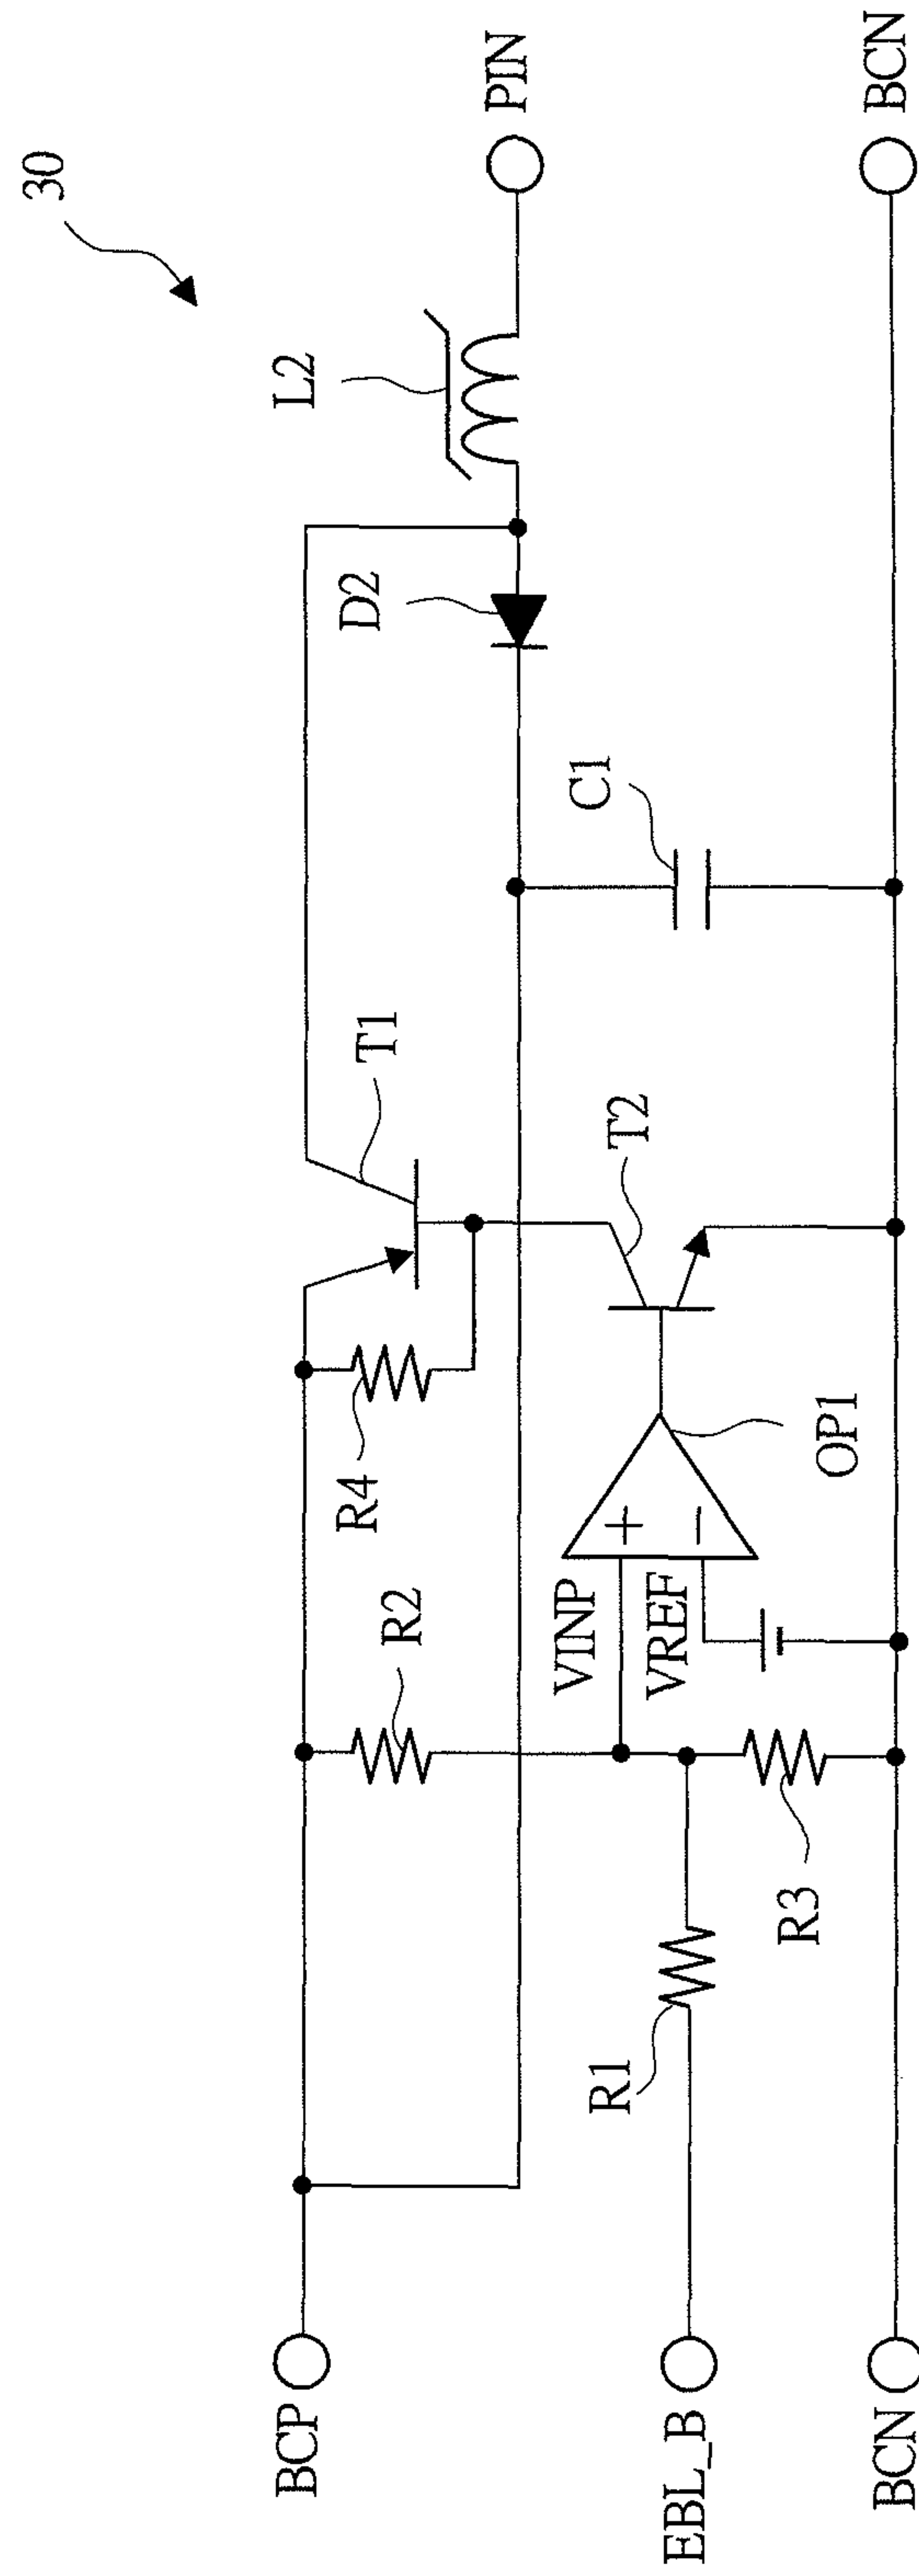 30
BCP
PIN
L2
D2
T1
R4
R2
C1
T2
VINP
VREF
+
−
OP1
R1
R3
EBL_B
BCN
BCN